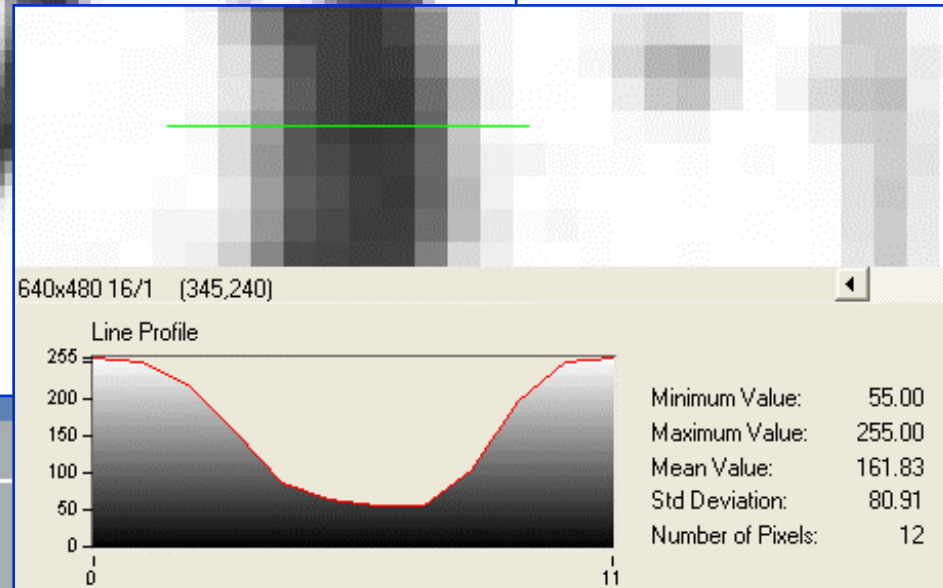 640x480 16/1 (345,240)
Line Profile
255
200
150
100
50
0
0 11
Minimum Value: 55.00
Maximum Value: 255.00
Mean Value: 161.83
Std Deviation: 80.91
Number of Pixels: 12